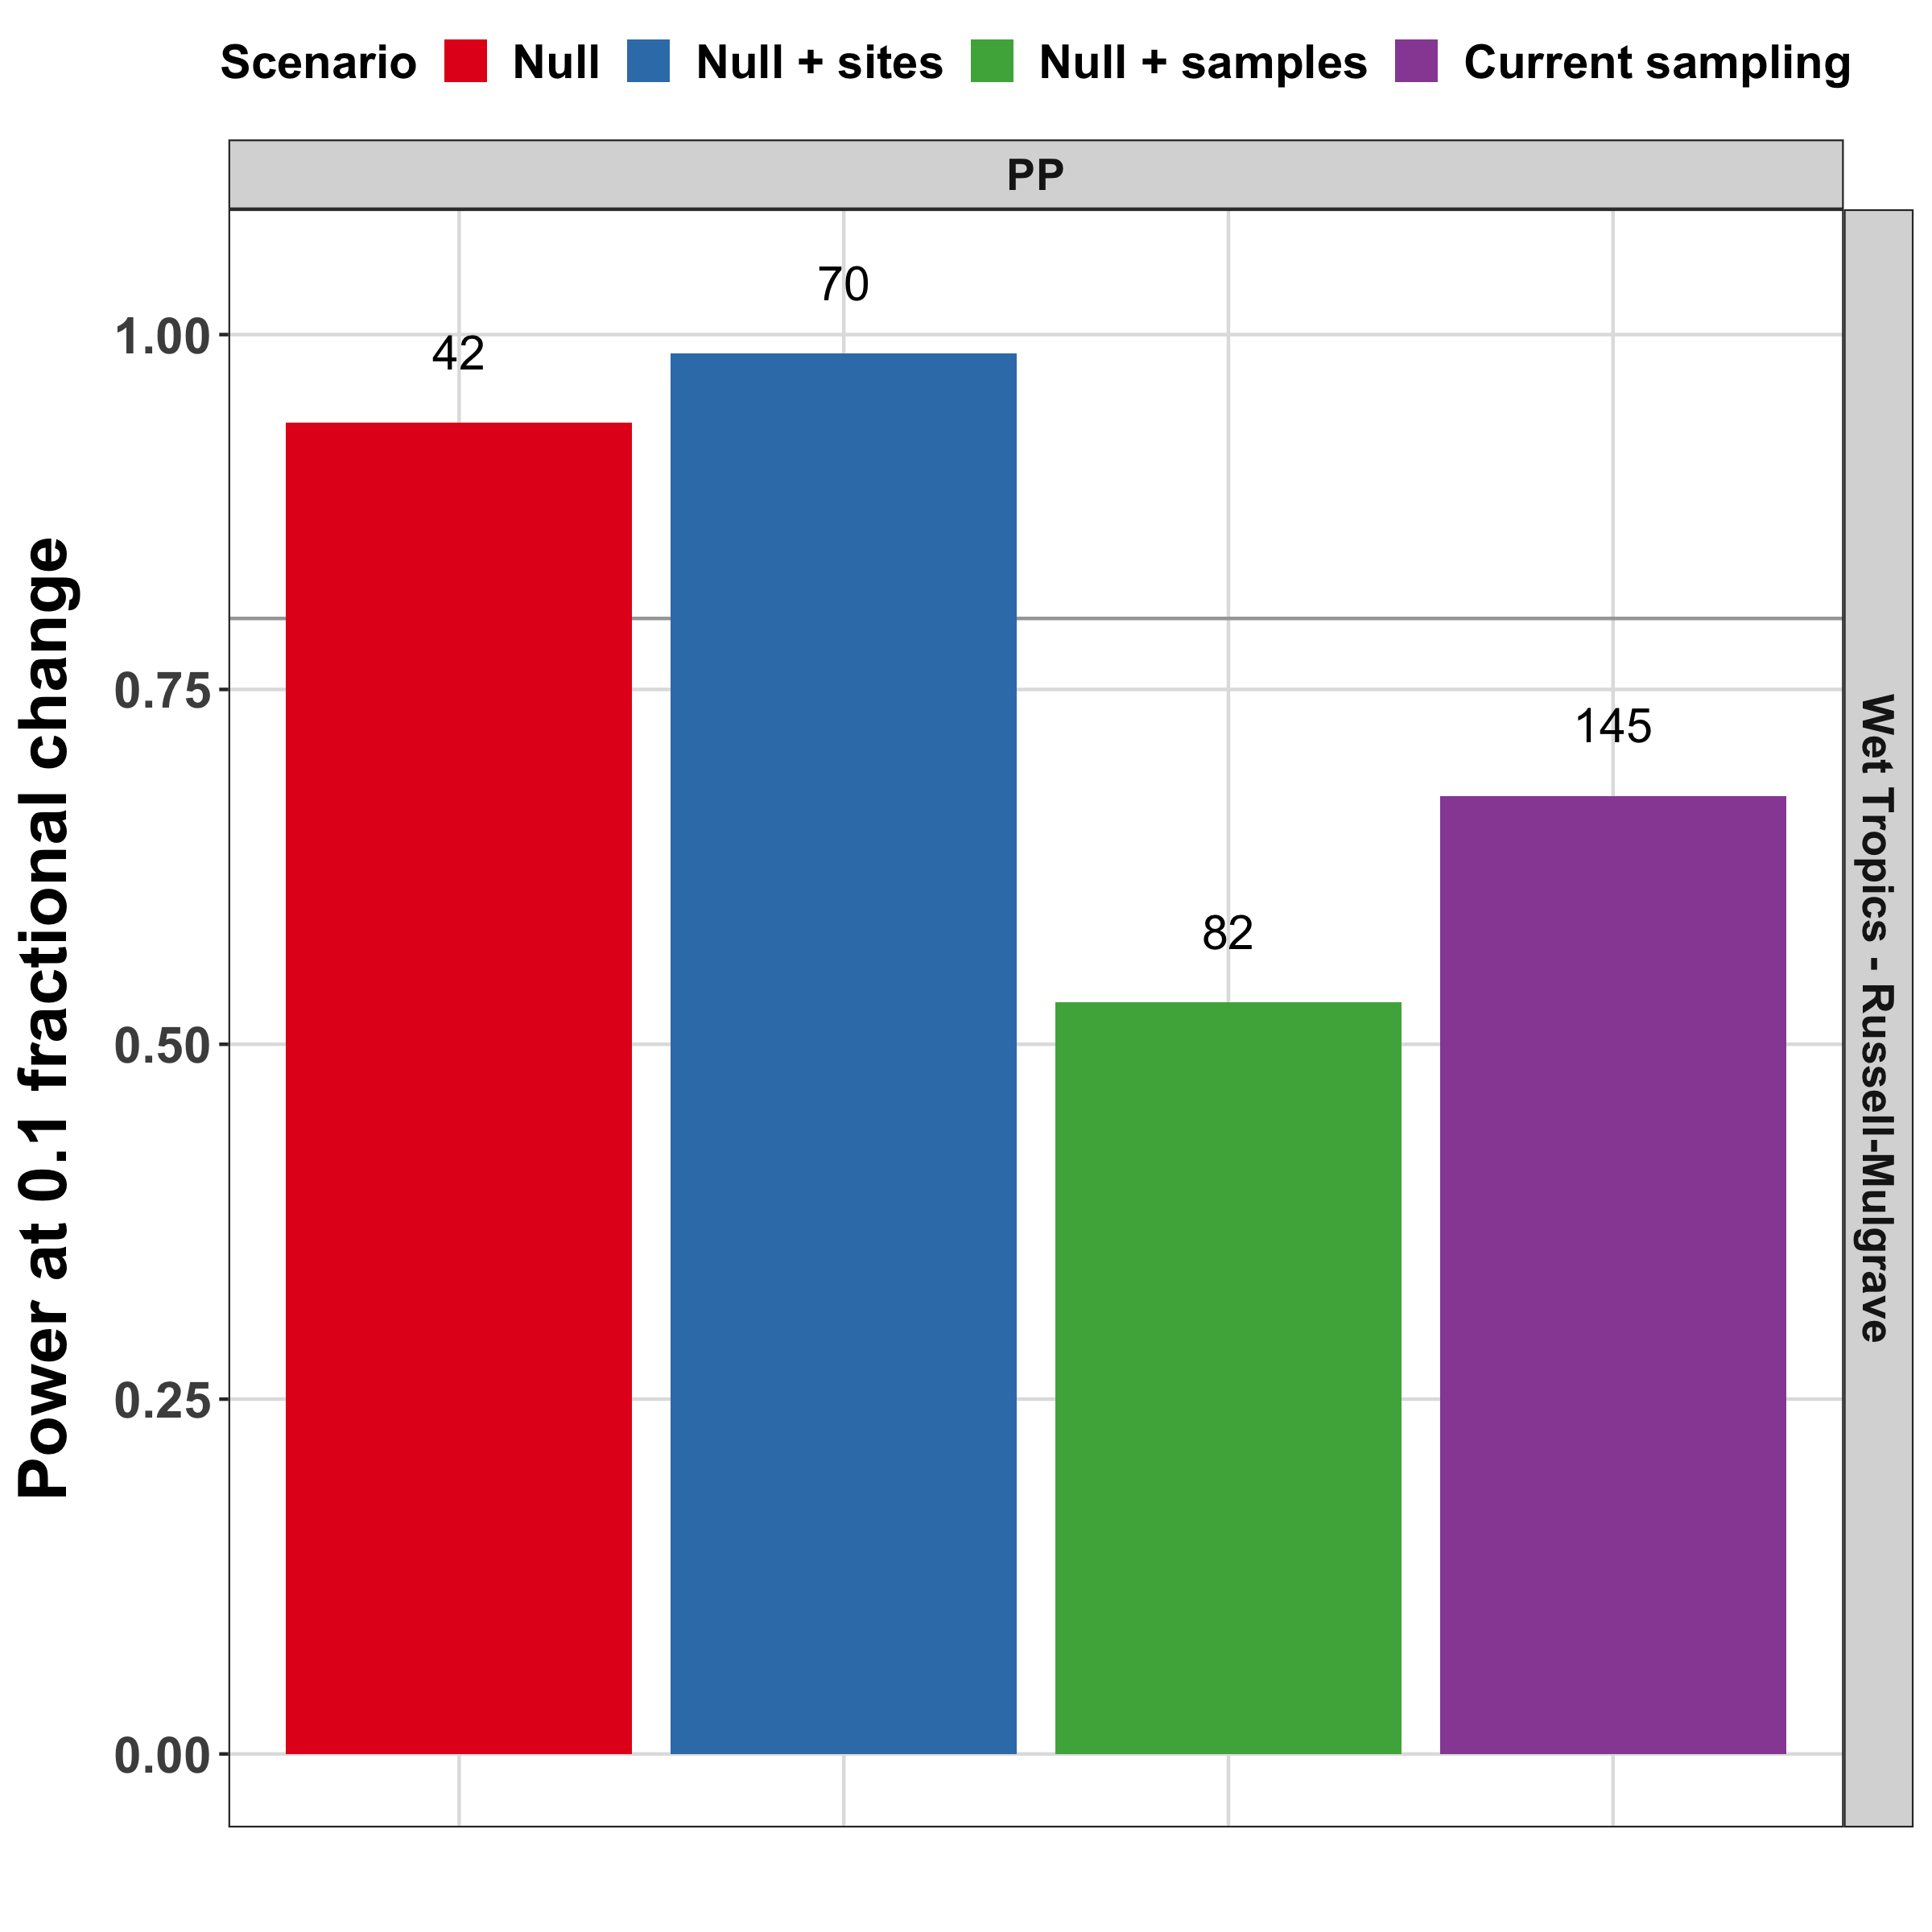 Scenario Null Null + sites Null + samples Current sampling
PP
Power at 0.1 fractional change
1.00
0.75
0.50
0.25
0.00
42
70
82
145
Wet Tropics - Russell-Mulgrave